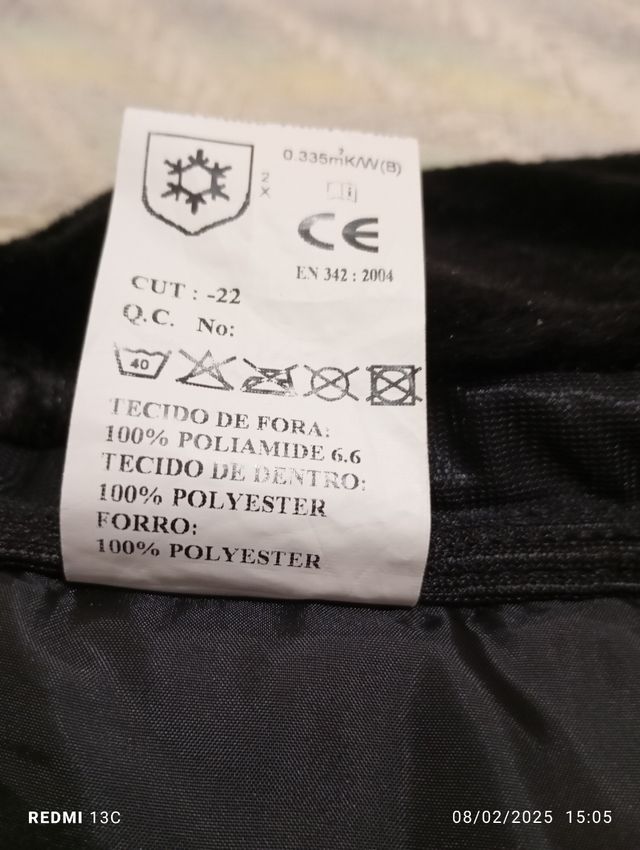 0.335m²K/W(B)
2
X
i
CE
EN 342 : 2004
CUT : -22
Q.C. No:
40
TECIDO DE FORA:
100% POLIAMIDE 6.6
TECIDO DE DENTRO:
100% POLYESTER
FORRO:
100% POLYESTER
REDMI 13C
08/02/2025 15:05